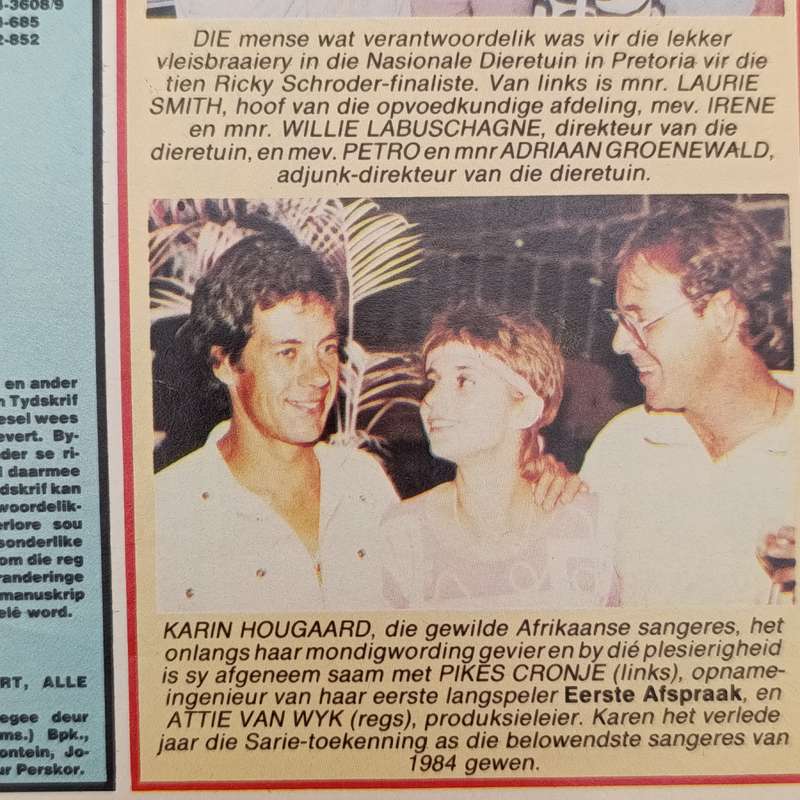 -3608/9
-685
2-852
en ander
Tydskrif
esel wees
evert. By-
der se ri-
daarmee
dskrif kan
woordelik-
eriore sou
sonderlike
om die reg
randeringe
manuskrip
elê word.
RT, ALLE
egee deur
ms.) Bpk.,
ontein, Jo-
ur Perskor.
DIE mense wat verantwoordelik was vir die lekker
vleisbraaiery in die Nasionale Dieretuin in Pretoria vir die
tien Ricky Schroder-finaliste. Van links is mnr. LAURIE
SMITH, hoof van die opvoedkundige afdeling, mev. IRENE
en mnr. WILLIE LABUSCHAGNE, direkteur van die
dieretuin, en mev. PETRO en mnr ADRIAAN GROENEWALD,
adjunk-direkteur van die dieretuin.
KARIN HOUGAARD, die gewilde Afrikaanse sangeres, het
onlangs haar mondigwording gevier en by dié plesierigheid
is sy afgeneem saam met PIKES CRONJE (links), opname-
ingenieur van haar eerste langspeler Eerste Afspraak, en
ATTIE VAN WYK (regs), produksieleier. Karen het verlede
jaar die Sarie-toekenning as die belowendste sangeres van
1984 gewen.